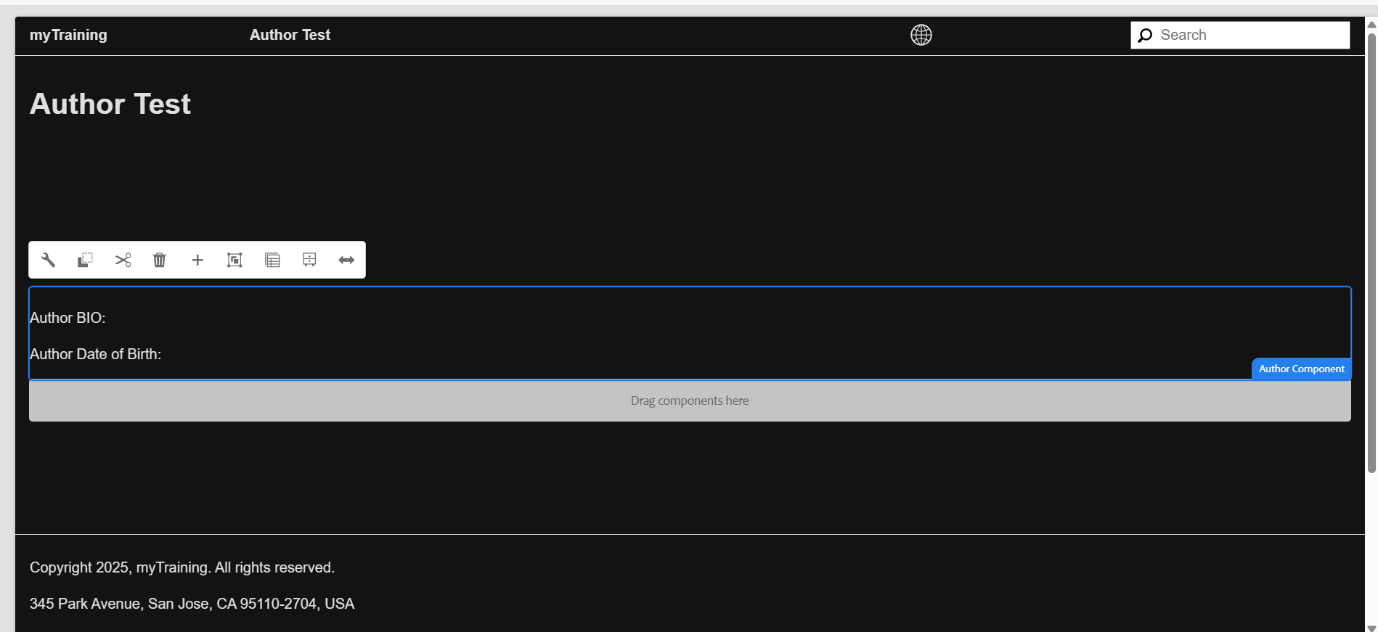 myTraining
Author Test
Search
Author Test
Author BIO:
Author Date of Birth:
Author Component
Drag components here
Copyright 2025, myTraining. All rights reserved.
345 Park Avenue, San Jose, CA 95110-2704, USA